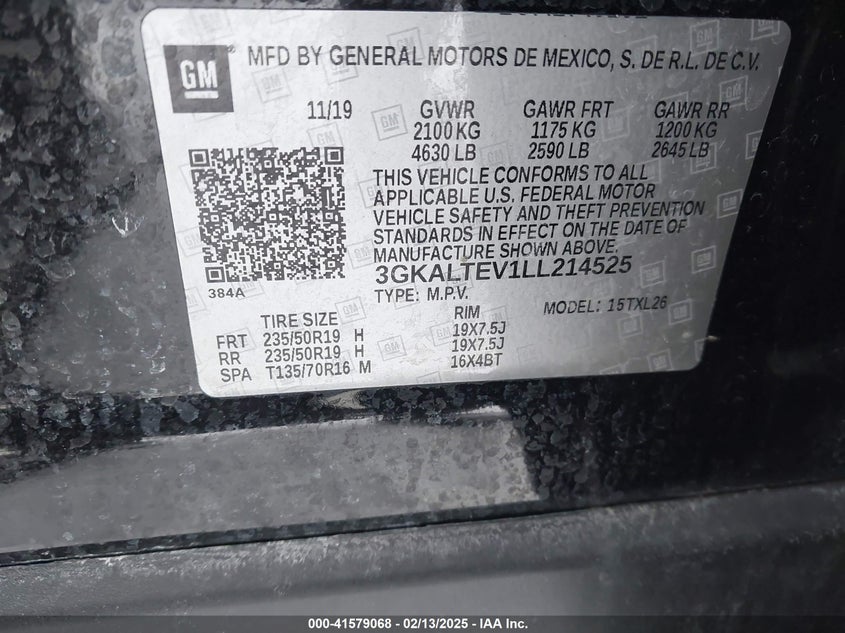 GM
MFD BY GENERAL MOTORS DE MEXICO, S. DE R.L. DE C.V.
11/19 GVWR GAWR FRT GAWR RR
2100 KG 1175 KG 1200 KG
4630 LB 2590 LB 2645 LB
THIS VEHICLE CONFORMS TO ALL
APPLICABLE U.S. FEDERAL MOTOR
VEHICLE SAFETY AND THEFT PREVENTION
STANDARDS IN EFFECT ON THE DATE OF
MANUFACTURE SHOWN ABOVE.
3GKALTEV1LL214525
384A
TYPE: M.P.V. MODEL: 15TXL26
TIRE SIZE RIM
FRT 235/50R19 H 19X7.5J
RR 235/50R19 H 19X7.5J
SPA T135/70R16 M 16X4BT
000-41579068 - 02/13/2025 - IAA Inc.